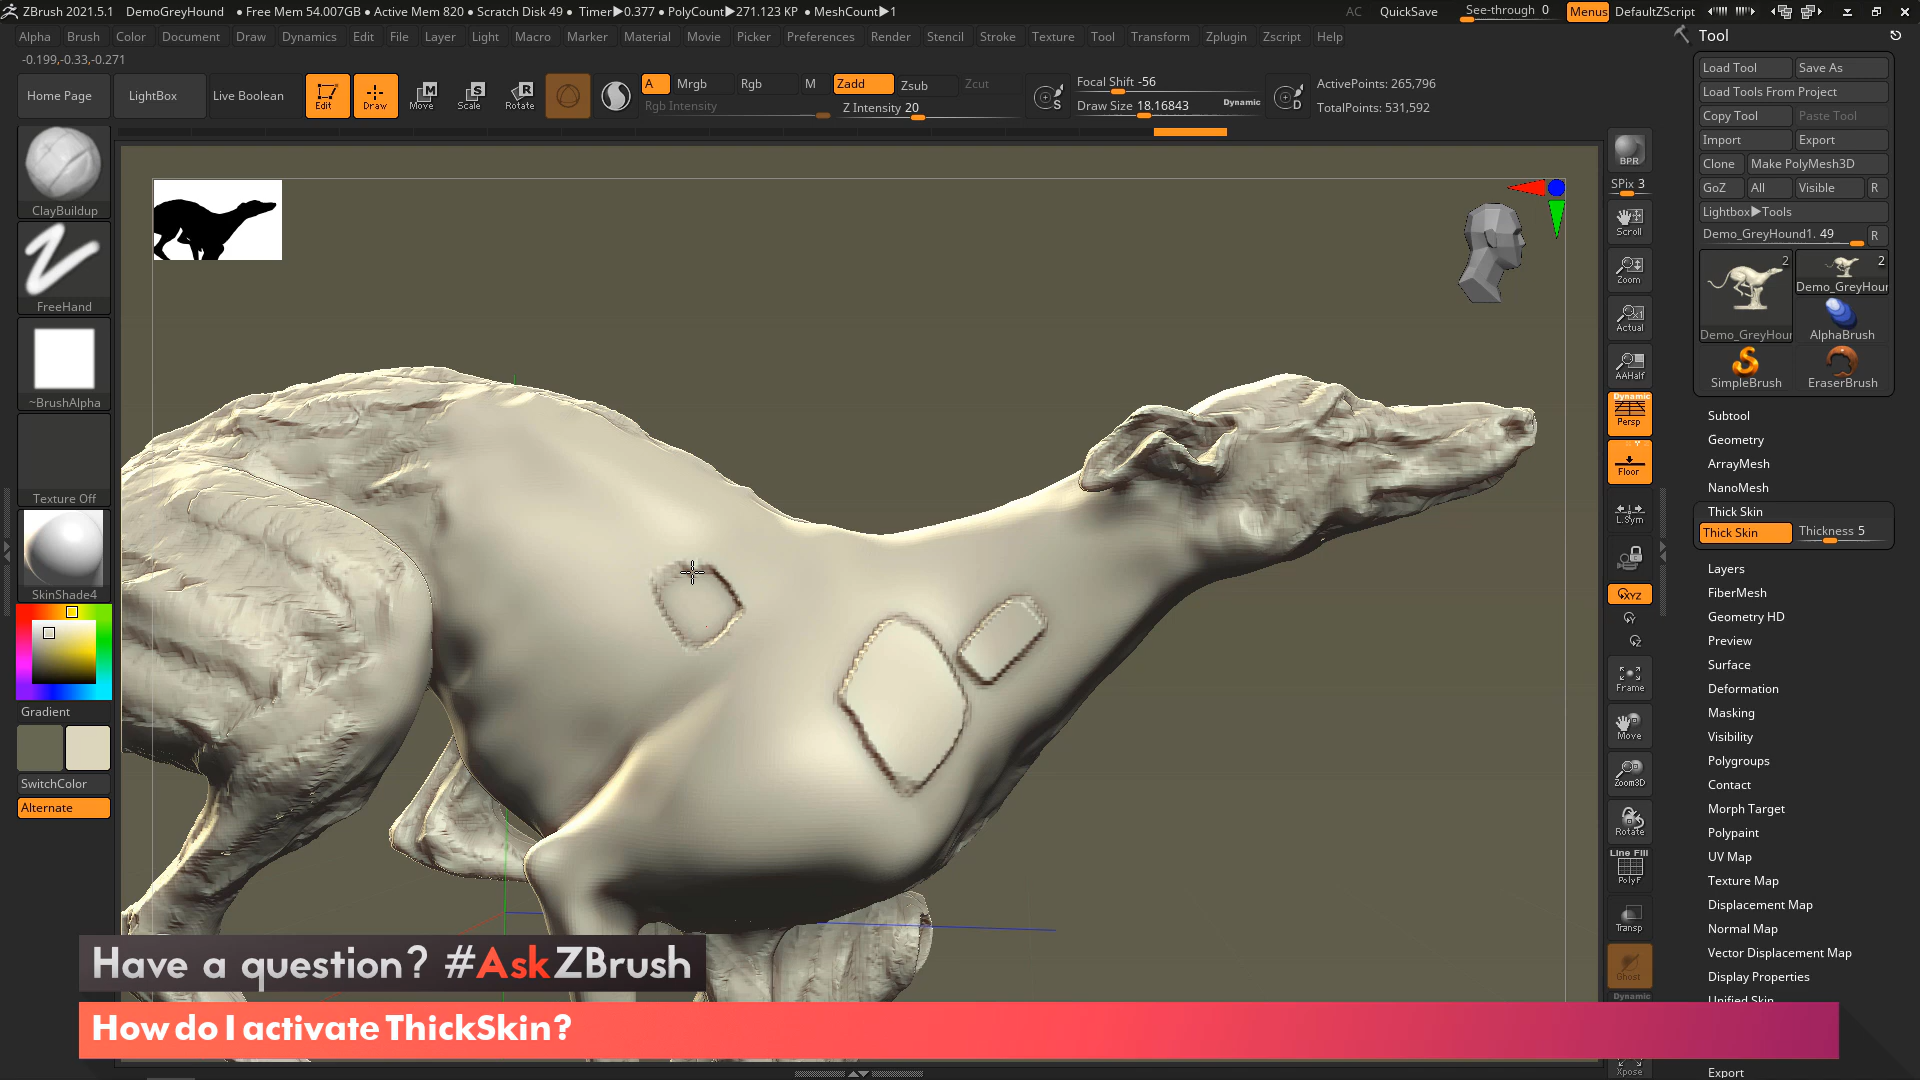 ZBrush 2021.5.1 DemoGreyHound ● Free Mem 54.007GB ● Active Mem 820 ● Scratch Disk 49 ● Timer▶0.377 ● PolyCount▶271.123 KP ● MeshCount▶1 AC QuickSave See-through 0 Menus DefaultZScript
Alpha Brush Color Document Draw Dynamics Edit File Layer Light Macro Marker Material Movie Picker Preferences Render Stencil Stroke Texture Tool Transform Zplugin Zscript Help
-0.199,-0.33,-0.271
Home Page LightBox Live Boolean Edit Draw Move Scale Rotate
A Mrgb Rgb M Zadd Zsub Zcut
Rgb Intensity Z Intensity 20
Focal Shift -56
Draw Size 18.16843 Dynamic
ActivePoints: 265,796
TotalPoints: 531,592
ClayBuildup
FreeHand
~BrushAlpha
Texture Off
SkinShade4
Gradient
SwitchColor
Alternate
BPR
SPix 3
Scroll
Zoom
Actual
AAHalf
Dynamic
Persp
Floor
L.Sym
XYZ
Frame
Move
Zoom3D
Rotate
Line Fill
PolyF
Transp
Ghost
Dynamic
Xpose
Tool
Load Tool Save As
Load Tools From Project
Copy Tool Paste Tool
Import Export
Clone Make PolyMesh3D
GoZ All Visible R
Lightbox▶Tools
Demo_GreyHound1. 49 R
2 2
Demo_GreyHour
Demo_GreyHour AlphaBrush
SimpleBrush EraserBrush
Subtool
Geometry
ArrayMesh
NanoMesh
Thick Skin
Thick Skin Thickness 5
Layers
FiberMesh
Geometry HD
Preview
Surface
Deformation
Masking
Visibility
Polygroups
Contact
Morph Target
Polypaint
UV Map
Texture Map
Displacement Map
Normal Map
Vector Displacement Map
Display Properties
Unified Skin
Export
Have a question? #AskZBrush
How do I activate ThickSkin?